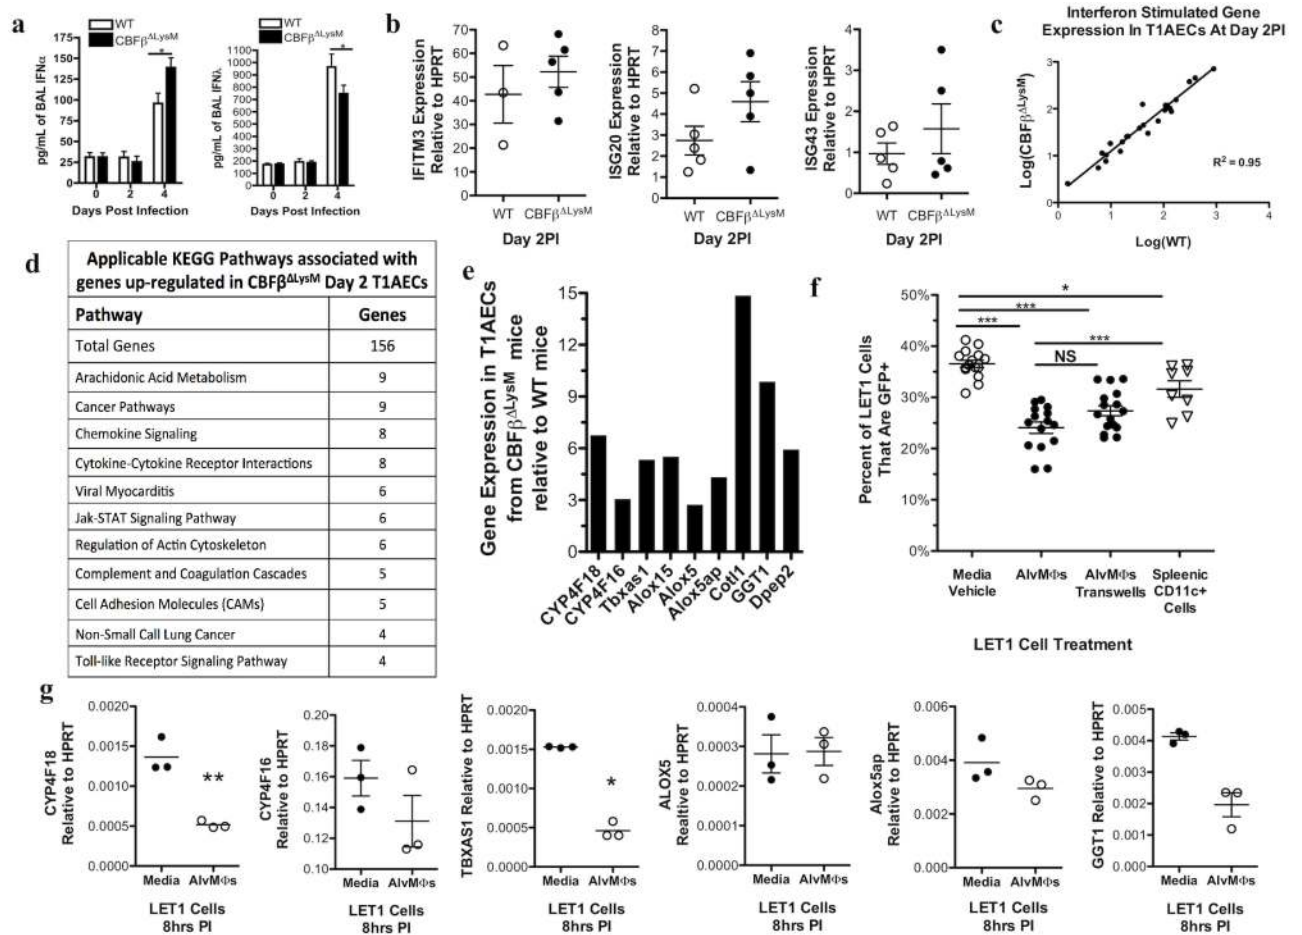 a
WT
CBFβΔLysM
pg/mL of BAL IFNα
175
150
125
100
75
50
25
0
*
0 2 4
Days Post Infection
WT
CBFβΔLysM
pg/mL of BAL IFNλ
1100
1000
900
800
700
600
500
400
300
200
100
0
*
0 2 4
Days Post Infection
b
IFITM3 Expression
Relative to HPRT
70
60
50
40
30
20
10
0
WT CBFβΔLysM
Day 2PI
ISG20 Expression
Relative to HPRT
8
7
6
5
4
3
2
1
0
WT CBFβΔLysM
Day 2PI
ISG43 Epression
Relative to HPRT
4
3
2
1
0
WT CBFβΔLysM
Day 2PI
c
Interferon Stimulated Gene
Expression In T1AECs At Day 2PI
Log(CBFβΔLysM)
3
2
1
0
R² = 0.95
0 1 2 3 4
Log(WT)
d
Applicable KEGG Pathways associated with
genes up-regulated in CBFβΔLysM Day 2 T1AECs
Pathway Genes
Total Genes 156
Arachidonic Acid Metabolism 9
Cancer Pathways 9
Chemokine Signaling 8
Cytokine-Cytokine Receptor Interactions 8
Viral Myocarditis 6
Jak-STAT Signaling Pathway 6
Regulation of Actin Cytoskeleton 6
Complement and Coagulation Cascades 5
Cell Adhesion Molecules (CAMs) 5
Non-Small Call Lung Cancer 4
Toll-like Receptor Signaling Pathway 4
e
Gene Expression in T1AECs
from CBFβΔLysM mice
relative to WT mice
15
12
9
6
3
0
CYP4F18
CYP4F16
Tbxas1
Alox15
Alox5
Alox5ap
Cotl1
GGT1
Dpep2
f
Percent of LET1 Cells
That Are GFP+
50%
40%
30%
20%
10%
0%
*
***
***
***
NS
Media
Vehicle
AlvMΦs
AlvMΦs
Transwells
Spleenic
CD11c+
Cells
LET1 Cell Treatment
g
CYP4F18
Relative to HPRT
0.0020
0.0015
0.0010
0.0005
0.0000
**
Media AlvMΦs
LET1 Cells
8hrs PI
CYP4F16
Relative to HPRT
0.20
0.18
0.16
0.14
0.12
0.10
Media AlvMΦs
LET1 Cells
8hrs PI
TBXAS1 Relative to HPRT
0.0020
0.0015
0.0010
0.0005
0.0000
*
Media AlvMΦs
LET1 Cells
8hrs PI
ALOX5
Realtive to HPRT
0.0004
0.0003
0.0002
0.0001
0.0000
Media AlvMΦs
LET1 Cells
8hrs PI
Alox5ap
Relative to HPRT
0.006
0.004
0.002
0.000
Media AlvMΦs
LET1 Cells
8hrs PI
GGT1 Relative to HPRT
0.005
0.004
0.003
0.002
0.001
0.000
Media AlvMΦs
LET1 Cells
8hrs PI